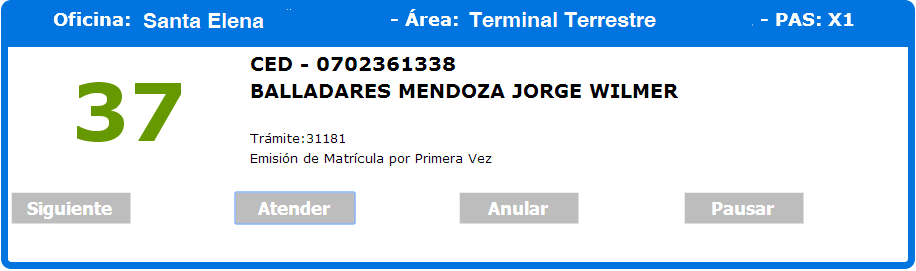 Oficina: Santa Elena - Área: Terminal Terrestre - PAS: X1
37
CED - 0702361338
BALLADARES MENDOZA JORGE WILMER
Trámite:31181
Emisión de Matrícula por Primera Vez
Siguiente Atender Anular Pausar